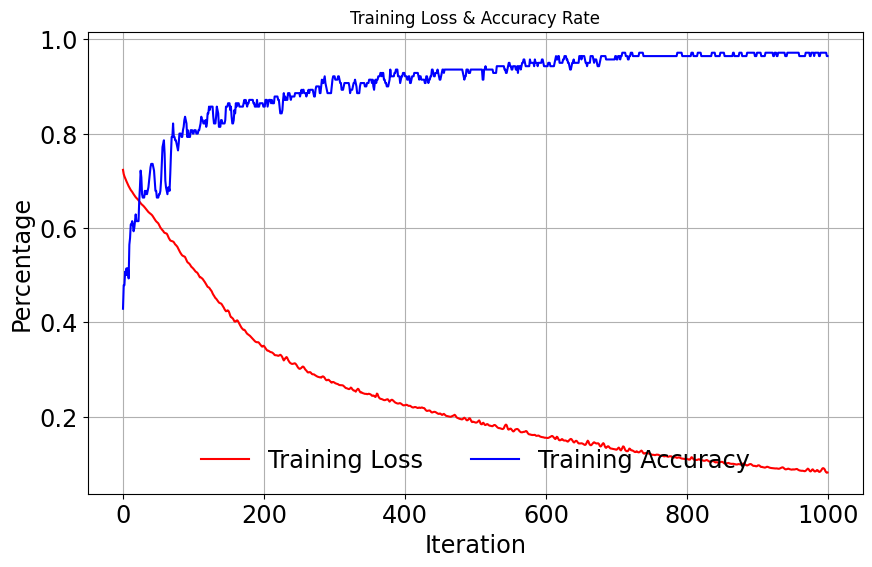 Training Loss & Accuracy Rate
1.0
0.8
0.6
0.4
0.2
Percentage
Training Loss Training Accuracy
0 200 400 600 800 1000
Iteration